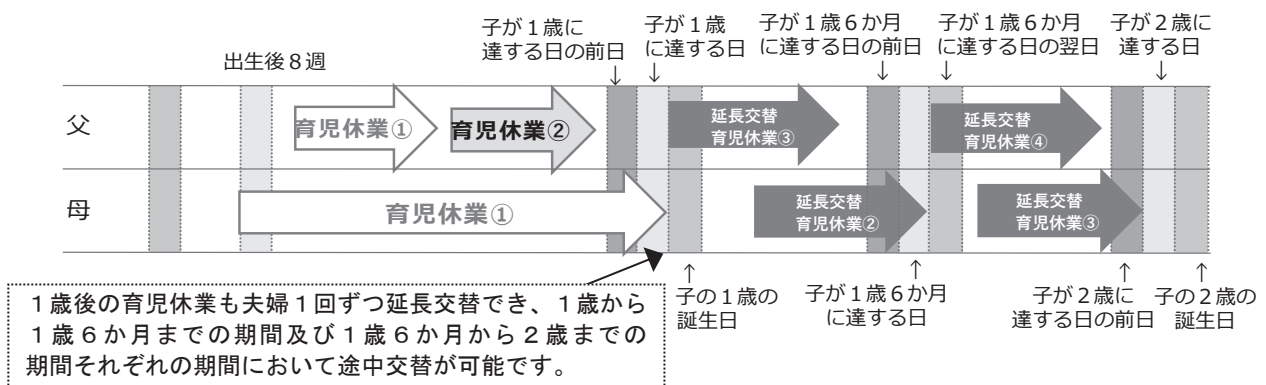 出生後８週
子が１歳に
達する日の前日
↓
子が１歳
に達する日
↓
子が１歳６か月
に達する日の前日
↓
子が１歳６か月
に達する日の翌日
↓
子が２歳に
達する日
↓
父
育児休業①
育児休業②
延長交替
育児休業③
延長交替
育児休業④
母
育児休業①
延長交替
育児休業②
延長交替
育児休業③
↑
子の１歳の
誕生日
↑
子が１歳６か月
に達する日
↑
子が２歳に
達する日の前日
↑
子の２歳の
誕生日
１歳後の育児休業も夫婦１回ずつ延長交替でき、１歳から
１歳６か月までの期間及び１歳６か月から２歳までの
期間それぞれの期間において途中交替が可能です。